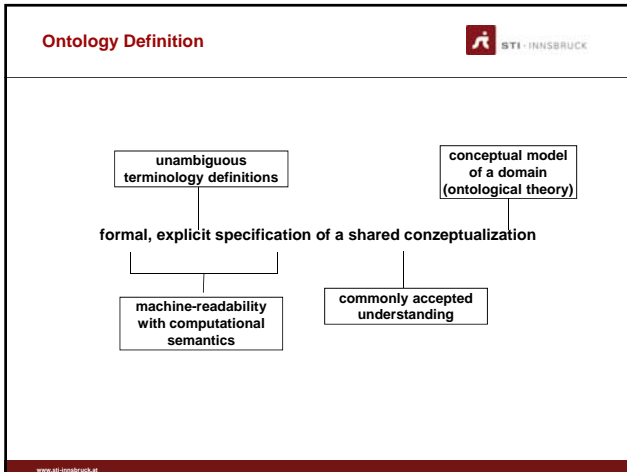 Ontology Definition
STI · INNSBRUCK
unambiguous
terminology definitions
conceptual model
of a domain
(ontological theory)
formal, explicit specification of a shared conzeptualization
machine-readability
with computational
semantics
commonly accepted
understanding
www.sti-innsbruck.at